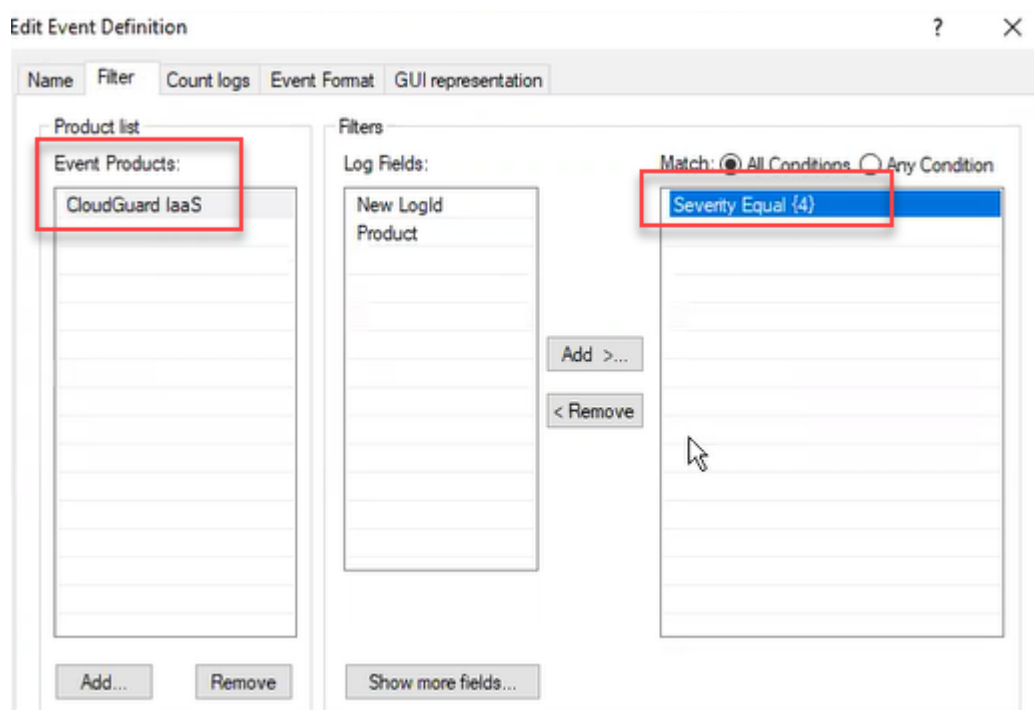 Edit Event Definition ? ✕
Name Filter Count logs Event Format GUI representation
Product list
Event Products:
CloudGuard IaaS
Filters
Log Fields:
New LogId
Product
Add >...
< Remove
Match: All Conditions Any Condition
Severity Equal {4}
Add... Remove
Show more fields...